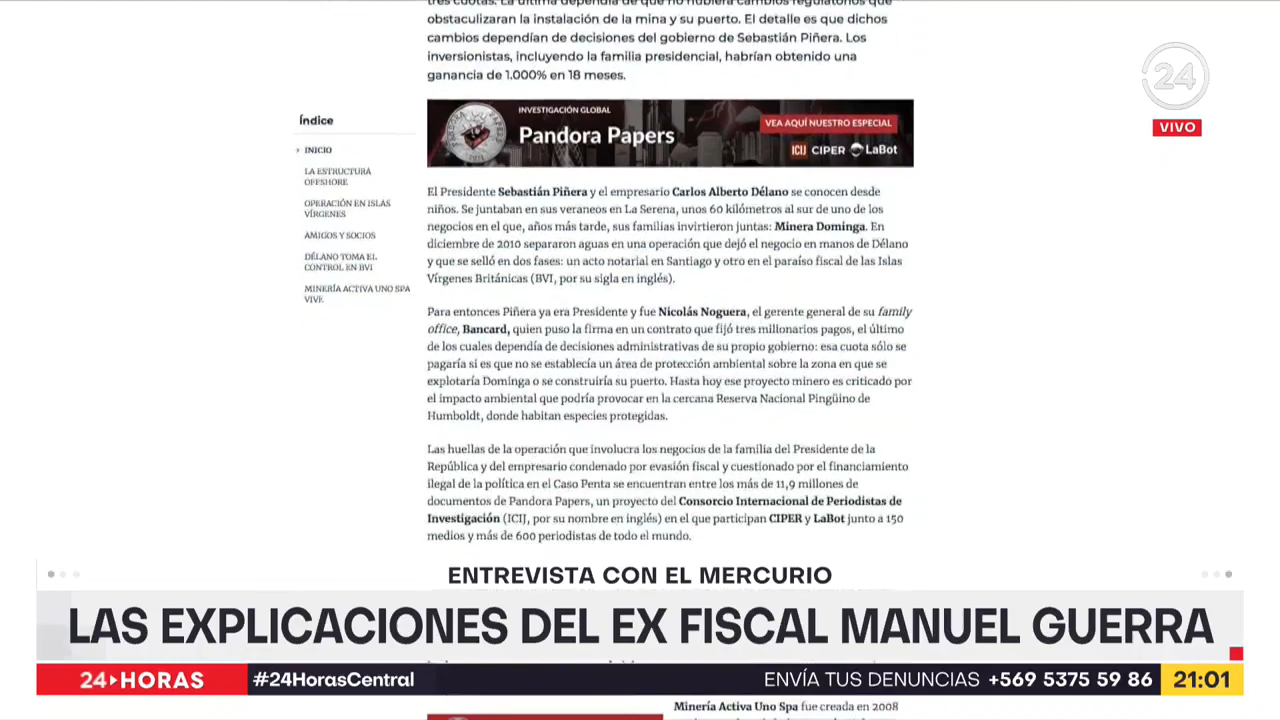 tres cuotas. La última dependía de que no hubiera cambios regulatorios que
obstaculizaran la instalación de la mina y su puerto. El detalle es que dichos
cambios dependían de decisiones del gobierno de Sebastián Piñera. Los
inversionistas, incluyendo la familia presidencial, habrían obtenido una
ganancia de 1.000% en 18 meses.
24
VIVO
Índice
INICIO
LA ESTRUCTURA
OFFSHORE
OPERACIÓN EN ISLAS
VÍRGENES
AMIGOS Y SOCIOS
DÉLANO TOMA EL
CONTROL EN BVI
MINERÍA ACTIVA UNO SPA
VIVE
INVESTIGACIÓN GLOBAL
Pandora Papers
VEA AQUÍ NUESTRO ESPECIAL
ICIJ CIPER LaBot
El Presidente Sebastián Piñera y el empresario Carlos Alberto Délano se conocen desde
niños. Se juntaban en sus veraneos en La Serena, unos 60 kilómetros al sur de uno de los
negocios en el que, años más tarde, sus familias invirtieron juntas: Minera Dominga. En
diciembre de 2010 separaron aguas en una operación que dejó el negocio en manos de Délano
y que se selló en dos fases: un acto notarial en Santiago y otro en el paraíso fiscal de las Islas
Vírgenes Británicas (BVI, por su sigla en inglés).
Para entonces Piñera ya era Presidente y fue Nicolás Noguera, el gerente general de su family
office, Bancard, quien puso la firma en un contrato que fijó tres millonarios pagos, el último
de los cuales dependía de decisiones administrativas de su propio gobierno: esa cuota sólo se
pagaría si es que no se establecía un área de protección ambiental sobre la zona en que se
explotaría Dominga o se construiría su puerto. Hasta hoy ese proyecto minero es criticado por
el impacto ambiental que podría provocar en la cercana Reserva Nacional Pingüino de
Humboldt, donde habitan especies protegidas.
Las huellas de la operación que involucra los negocios de la familia del Presidente de la
República y del empresario condenado por evasión fiscal y cuestionado por el financiamiento
ilegal de la política en el Caso Penta se encuentran entre los más de 11,9 millones de
documentos de Pandora Papers, un proyecto del Consorcio Internacional de Periodistas de
Investigación (ICIJ, por su nombre en inglés) en el que participan CIPER y LaBot junto a 150
medios y más de 600 periodistas de todo el mundo.
ENTREVISTA CON EL MERCURIO
LAS EXPLICACIONES DEL EX FISCAL MANUEL GUERRA
24 HORAS #24HorasCentral ENVÍA TUS DENUNCIAS +569 5375 59 86 21:01
Minería Activa Uno Spa fue creada en 2008